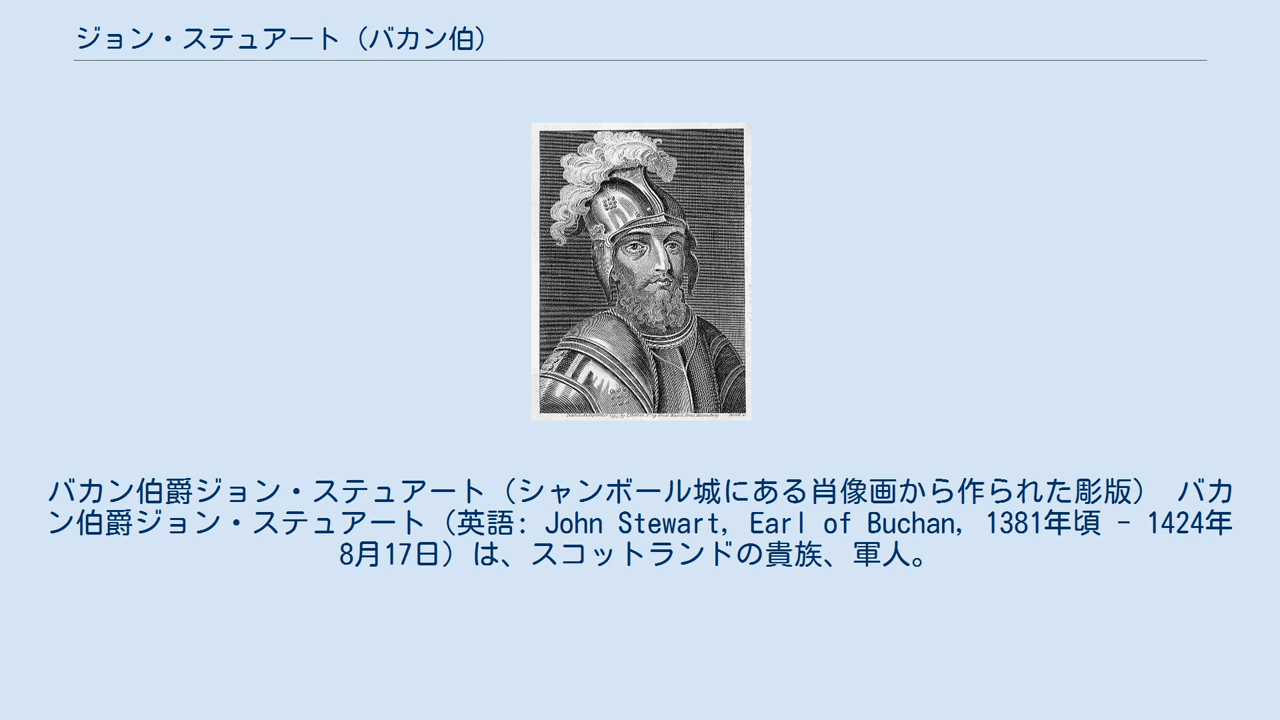 ジョン・ステュアート（バカン伯）
バカン伯爵ジョン・ステュアート（シャンボール城にある肖像画から作られた彫版） バカ
ン伯爵ジョン・ステュアート（英語: John Stewart, Earl of Buchan, 1381年頃 - 1424年
8月17日）は、スコットランドの貴族、軍人。